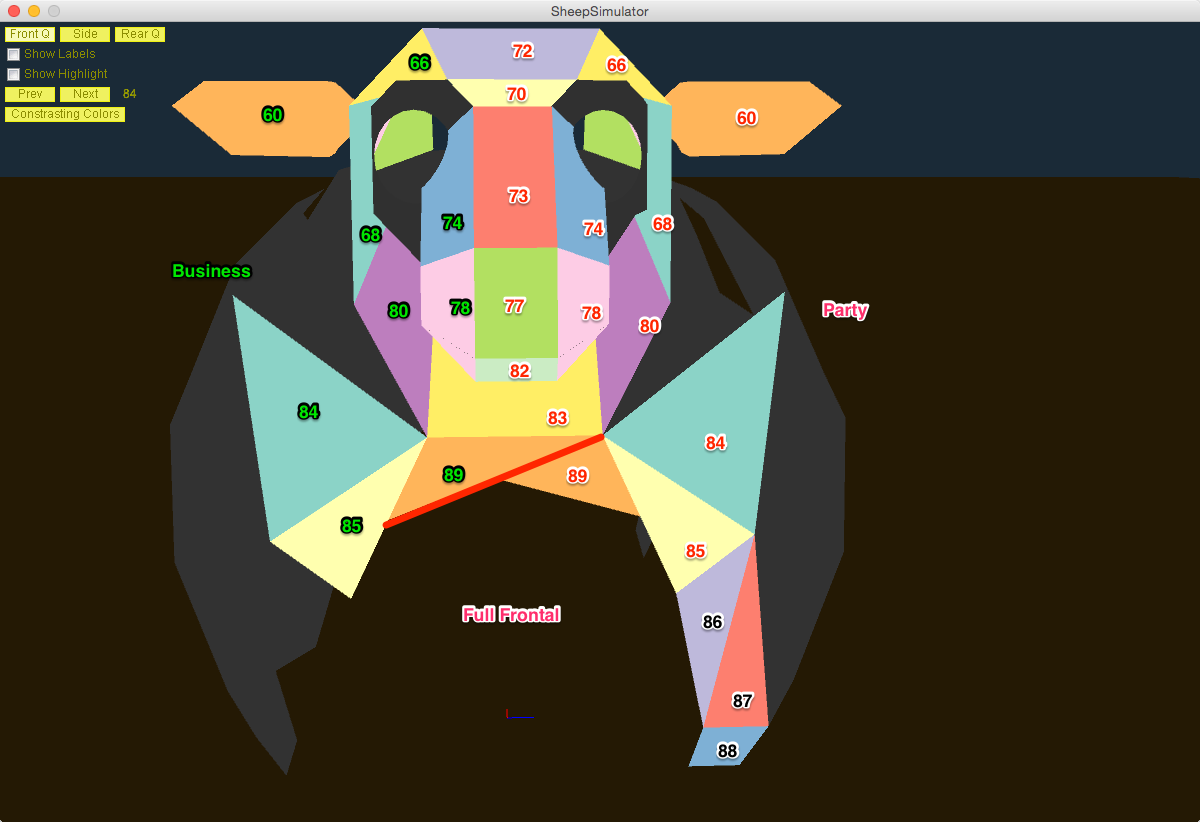 SheepSimulator
Front Q Side Rear Q
Show Labels
Show Highlight
Prev Next 84
Constrasting Colors
72
66 66
70
60 60
73
74 74
68 68
Business
80 78 77 78 80
Party
82
84 83 84
89 89
85 85
Full Frontal
86
87
88